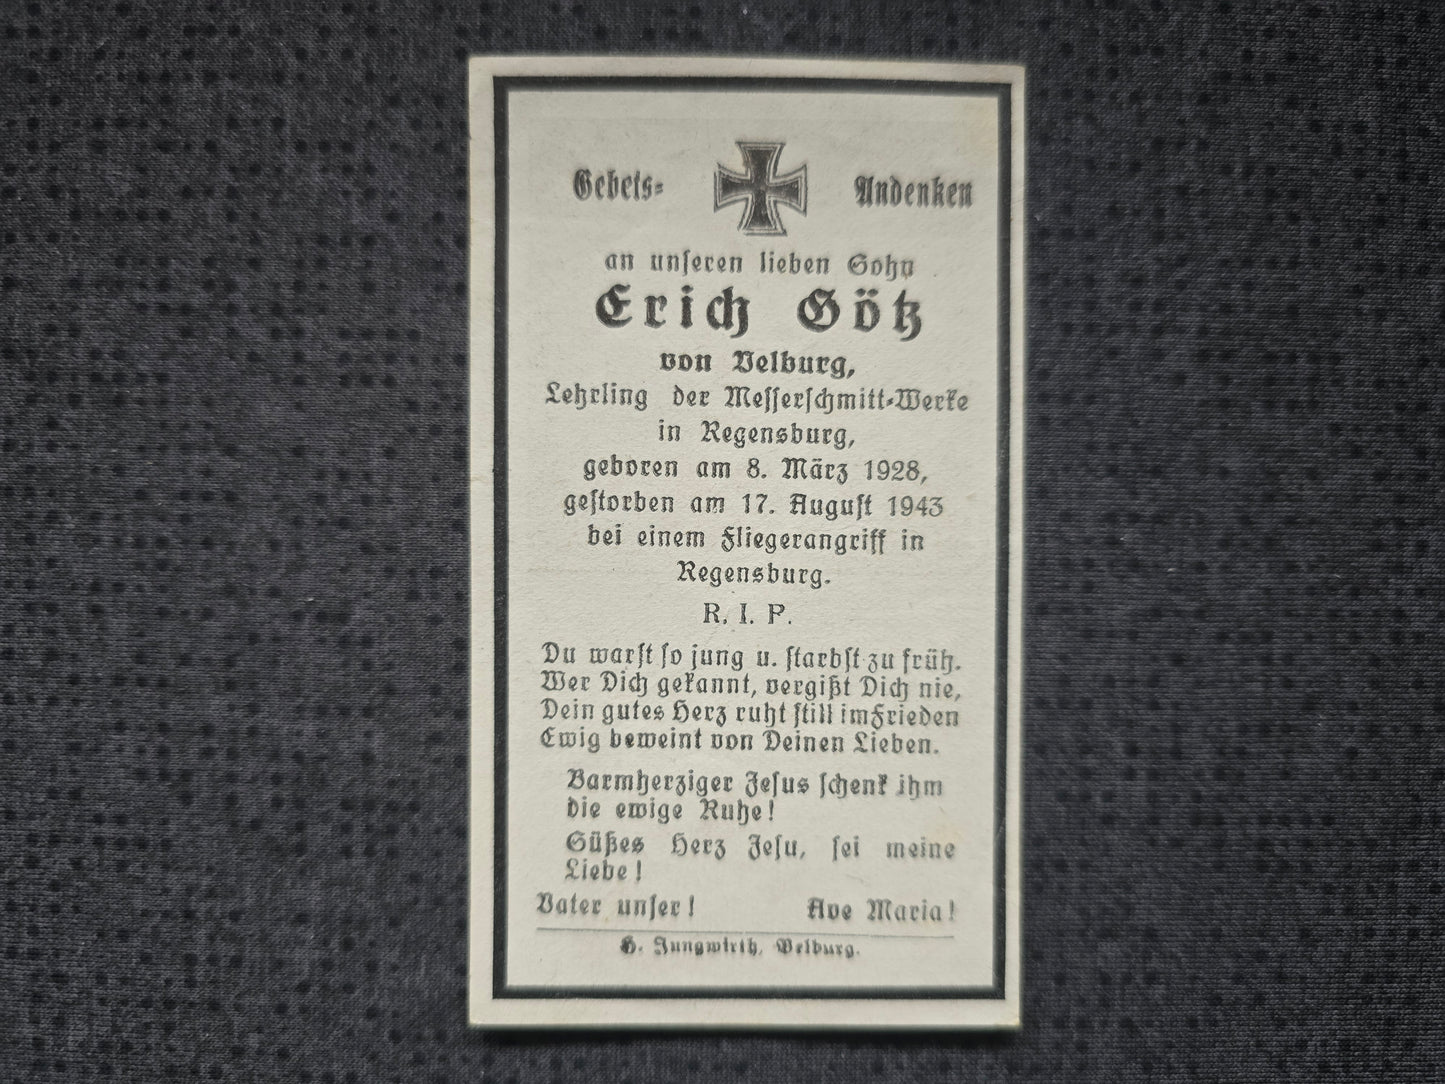 Gebets- Andenken
an unseren lieben Sohn
Erich Götz
von Velburg,
Lehrling der Messerschmitt-Werke
in Regensburg,
geboren am 8. März 1928,
gestorben am 17. August 1943
bei einem Fliegerangriff in
Regensburg.
R. I. P.
Du warst so jung u. starbst zu früh.
Wer Dich gekannt, vergißt Dich nie,
Dein gutes Herz ruht still im Frieden
Ewig beweint von Deinen Lieben.
Barmherziger Jesus schenk ihm
die ewige Ruhe!
Süßes Herz Jesu, sei meine
Liebe!
Vater unser! Ave Maria!
H. Jungwirth, Velburg.